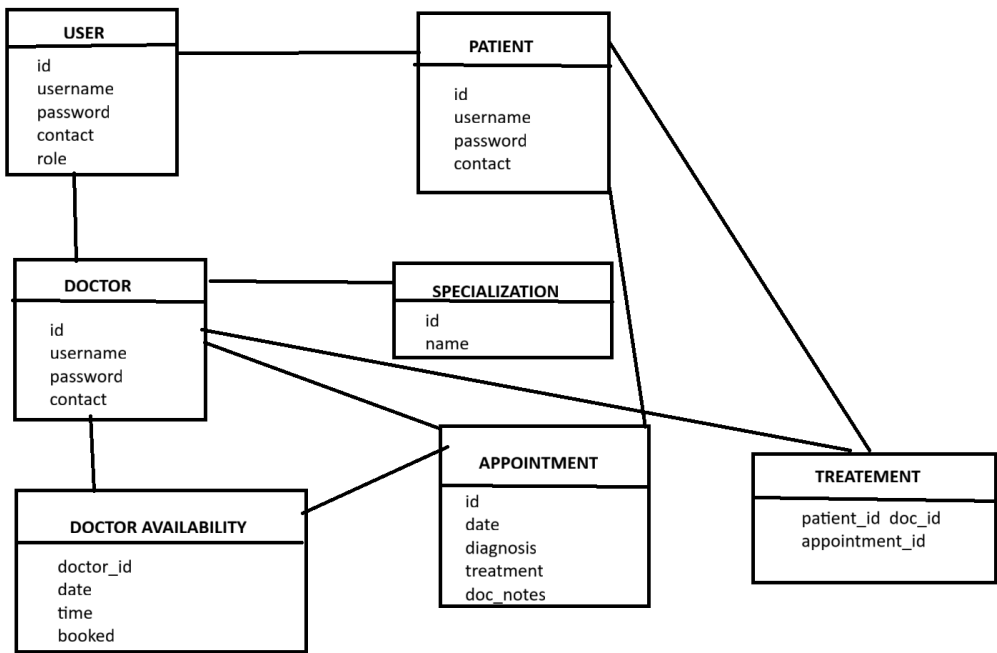 USER
id
username
password
contact
role
PATIENT
id
username
password
contact
DOCTOR
id
username
password
contact
SPECIALIZATION
id
name
DOCTOR AVAILABILITY
doctor_id
date
time
booked
APPOINTMENT
id
date
diagnosis
treatment
doc_notes
TREATEMENT
patient_id doc_id
appointment_id